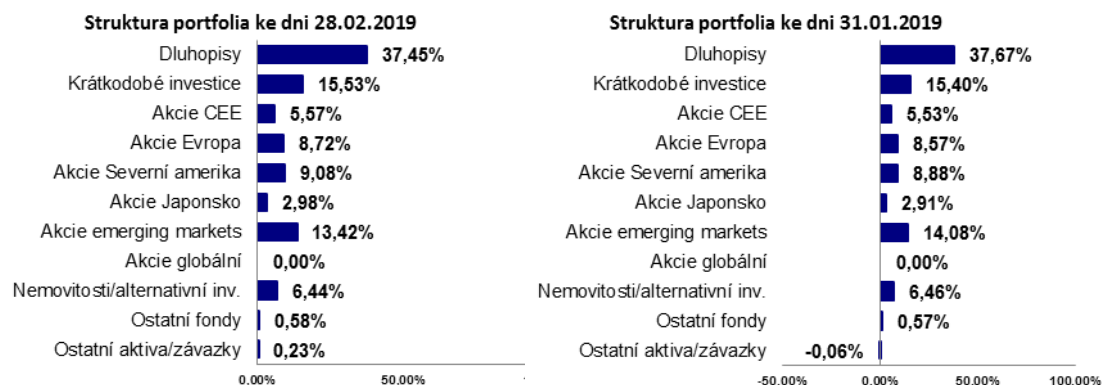 Struktura portfolia ke dni 28.02.2019
Dluhopisy 37,45%
Krátkodobé investice 15,53%
Akcie CEE 5,57%
Akcie Evropa 8,72%
Akcie Severní amerika 9,08%
Akcie Japonsko 2,98%
Akcie emerging markets 13,42%
Akcie globální 0,00%
Nemovitosti/alternativní inv. 6,44%
Ostatní fondy 0,58%
Ostatní aktiva/závazky 0,23%
0.00% 50.00%
Struktura portfolia ke dni 31.01.2019
Dluhopisy 37,67%
Krátkodobé investice 15,40%
Akcie CEE 5,53%
Akcie Evropa 8,57%
Akcie Severní amerika 8,88%
Akcie Japonsko 2,91%
Akcie emerging markets 14,08%
Akcie globální 0,00%
Nemovitosti/alternativní inv. 6,46%
Ostatní fondy 0,57%
Ostatní aktiva/závazky -0,06%
-50.00% 0.00% 50.00% 100.00%